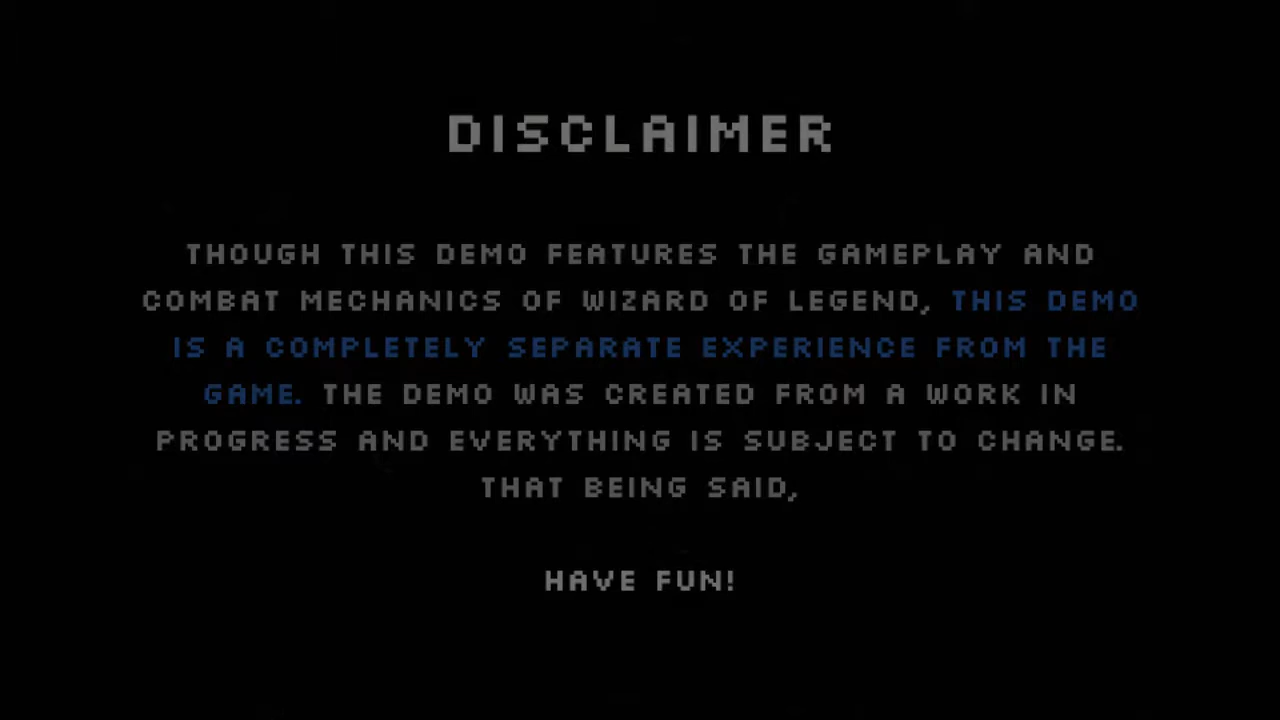 DISCLAIMER
THOUGH THIS DEMO FEATURES THE GAMEPLAY AND
COMBAT MECHANICS OF WIZARD OF LEGEND, THIS DEMO
IS A COMPLETELY SEPARATE EXPERIENCE FROM THE
GAME. THE DEMO WAS CREATED FROM A WORK IN
PROGRESS AND EVERYTHING IS SUBJECT TO CHANGE.
THAT BEING SAID,
HAVE FUN!